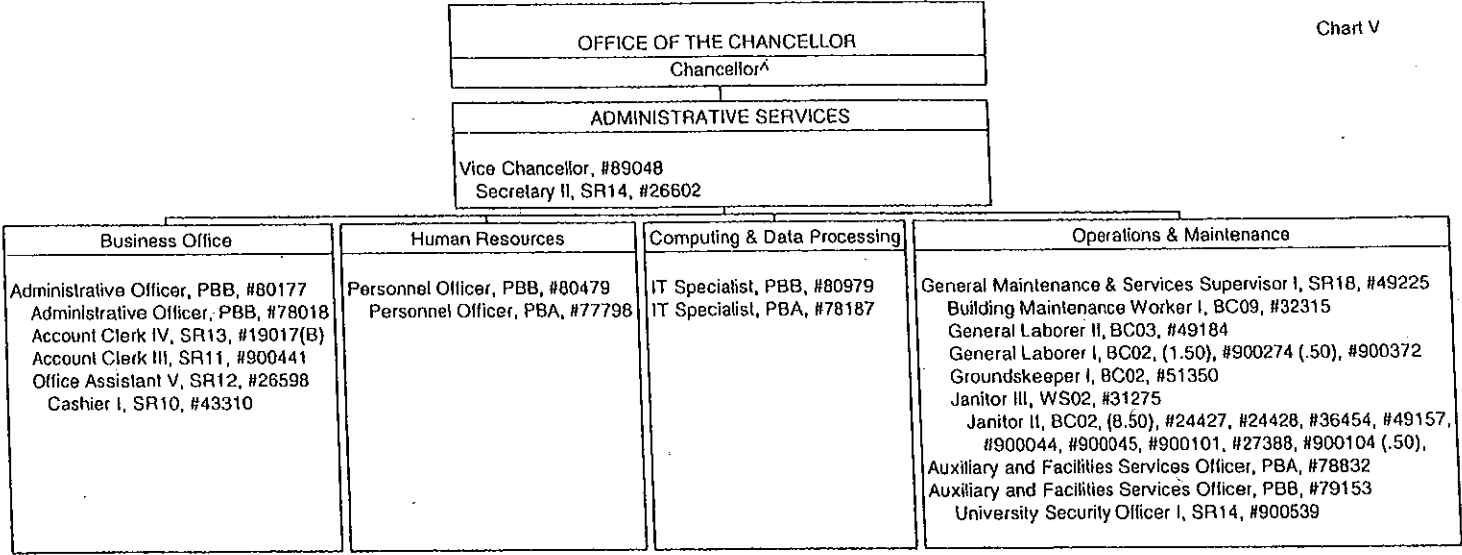 Chart V
OFFICE OF THE CHANCELLOR
Chancellor^
ADMINISTRATIVE SERVICES
Vice Chancellor, #89048
Secretary II, SR14, #26602
Business Office
Administrative Officer, PBB, #80177
Administrative Officer, PBB, #78018
Account Clerk IV, SR13, #19017(B)
Account Clerk III, SR11, #900441
Office Assistant V, SR12, #26598
Cashier I, SR10, #43310
Human Resources
Personnel Officer, PBB, #80479
Personnel Officer, PBA, #77798
Computing & Data Processing
IT Specialist, PBB, #80979
IT Specialist, PBA, #78187
Operations & Maintenance
General Maintenance & Services Supervisor I, SR18, #49225
Building Maintenance Worker I, BC09, #32315
General Laborer II, BC03, #49184
General Laborer I, BC02, (1.50), #900274 (.50), #900372
Groundskeeper I, BC02, #51350
Janitor III, WS02, #31275
Janitor II, BC02, (8.50), #24427, #24428, #36454, #49157,
#900044, #900045, #900101, #27388, #900104 (.50),
Auxiliary and Facilities Services Officer, PBA, #78832
Auxiliary and Facilities Services Officer, PBB, #79153
University Security Officer I, SR14, #900539